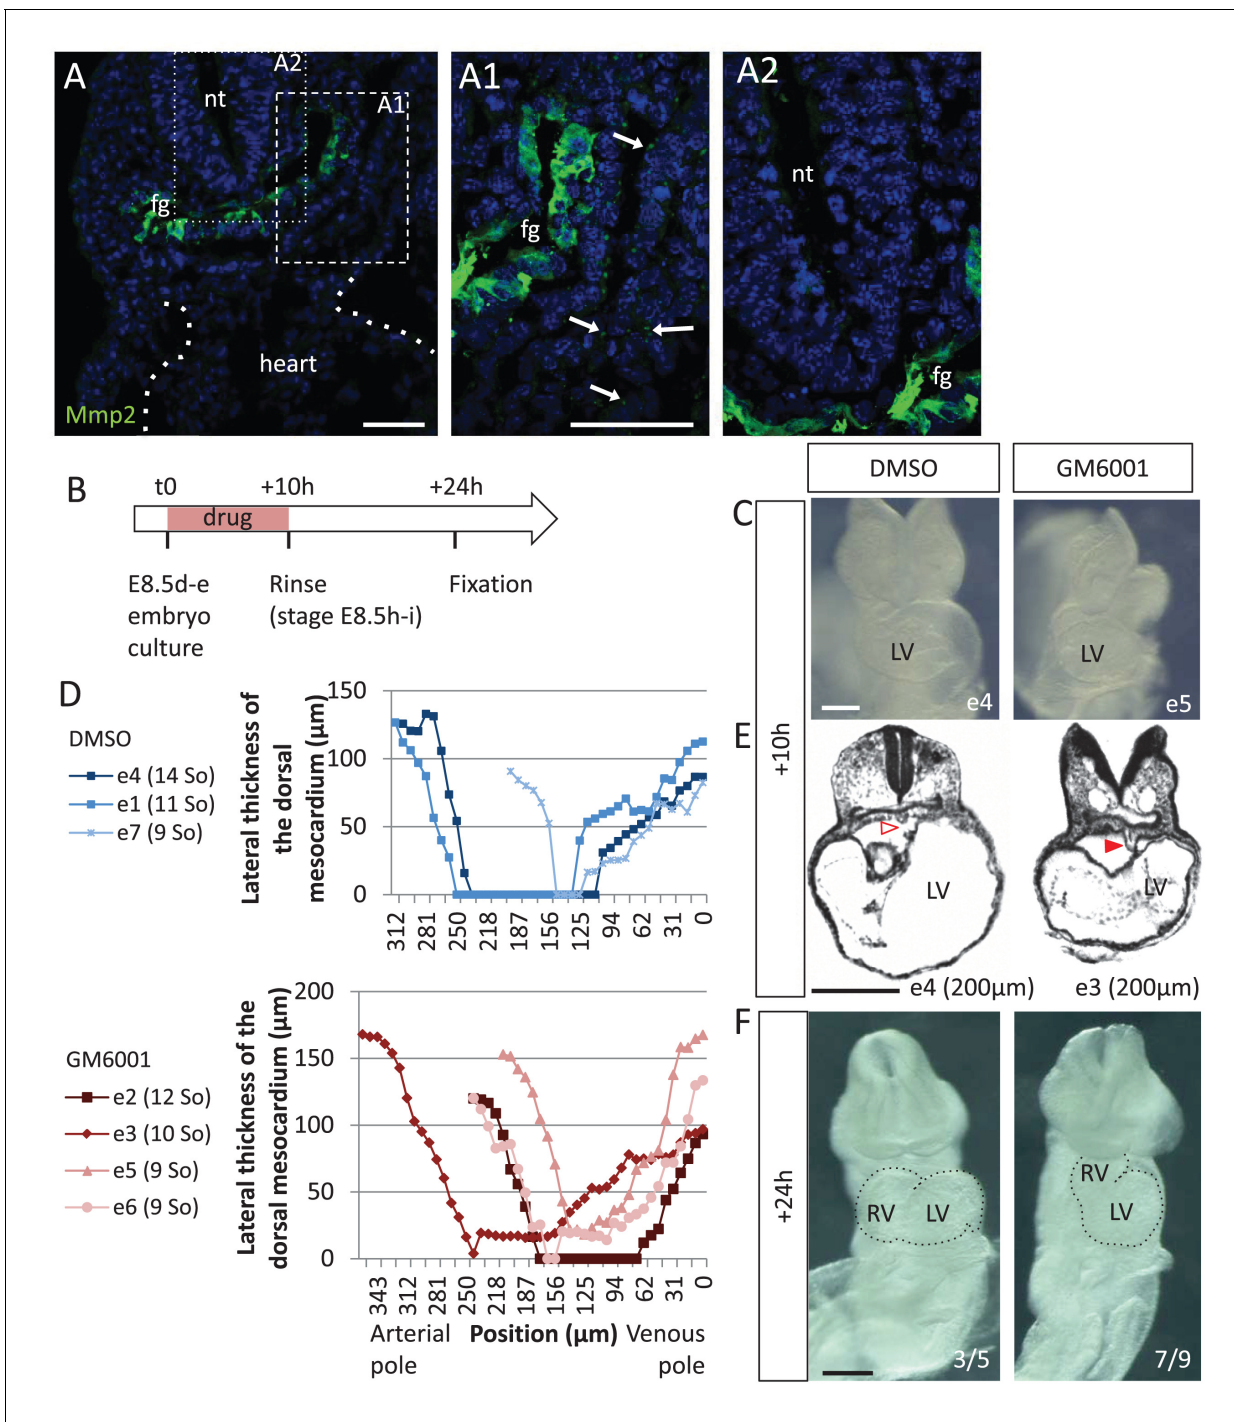 A
A2
nt
A1
fg
heart
Mmp2
A1
fg
A2
nt
fg
B
t0
+10h
+24h
drug
E8.5d-e
embryo
culture
Rinse
(stage E8.5h-i)
Fixation
DMSO
GM6001
C
+10h
LV
e4
LV
e5
D
DMSO
e4 (14 So)
e1 (11 So)
e7 (9 So)
Lateral thickness of
the dorsal
mesocardium (µm)
150
100
50
0
312
281
250
218
187
156
125
94
62
31
0
E
LV
e4 (200µm)
LV
e3 (200µm)
GM6001
e2 (12 So)
e3 (10 So)
e5 (9 So)
e6 (9 So)
Lateral thickness of the
dorsal mesocardium (µm)
200
150
100
50
0
343
312
281
250
218
187
156
125
94
62
31
0
Arterial
pole
Position (µm)
Venous
pole
F
+24h
RV
LV
3/5
RV
LV
7/9